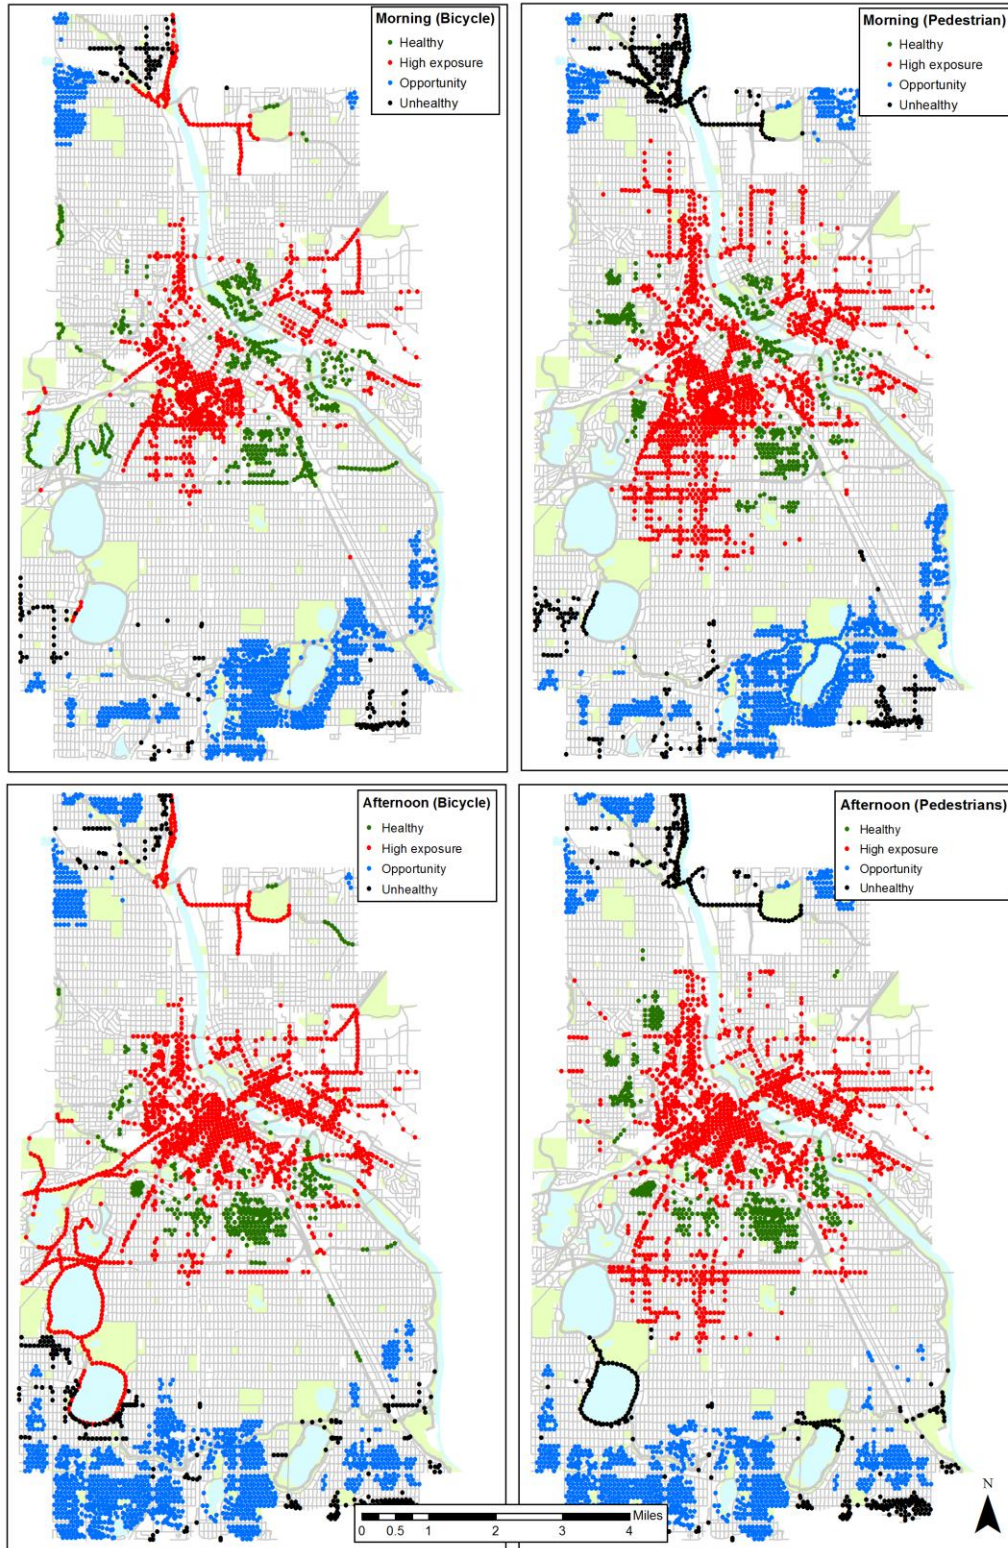 Morning (Bicycle)
Healthy
High exposure
Opportunity
Unhealthy
Morning (Pedestrian)
Healthy
High exposure
Opportunity
Unhealthy
Afternoon (Bicycle)
Healthy
High exposure
Opportunity
Unhealthy
Afternoon (Pedestrians)
Healthy
High exposure
Opportunity
Unhealthy
N
Miles
0 0.5 1 2 3 4